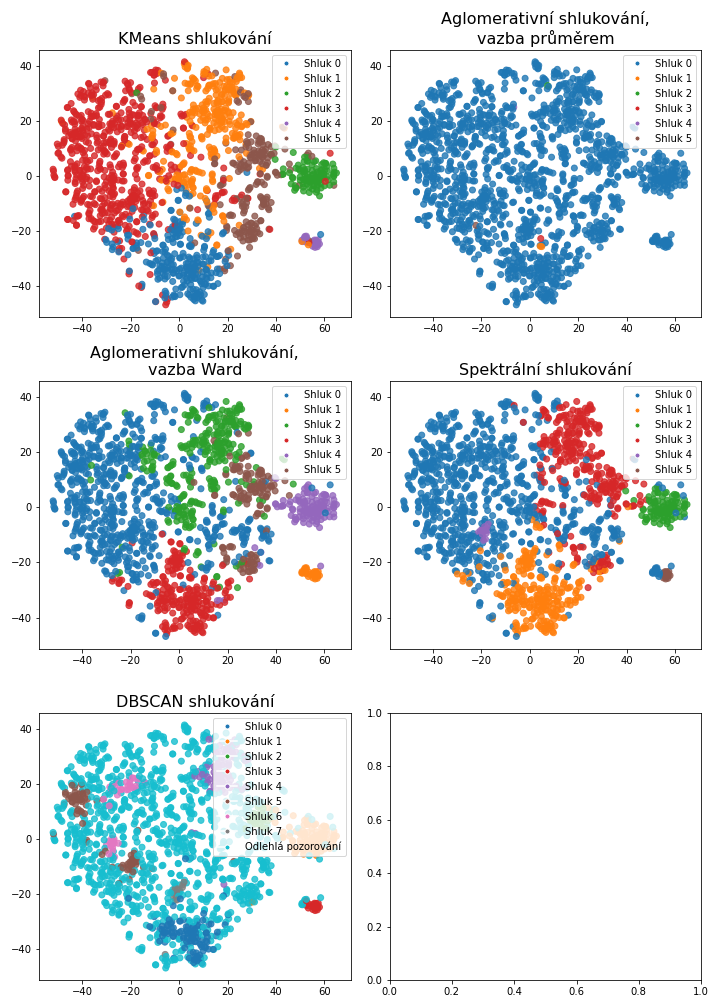 KMeans shlukování
Shluk 0
Shluk 1
Shluk 2
Shluk 3
Shluk 4
Shluk 5
40
20
0
−20
−40
−40 −20 0 20 40 60
Aglomerativní shlukování,
vazba průměrem
Shluk 0
Shluk 1
Shluk 2
Shluk 3
Shluk 4
Shluk 5
40
20
0
−20
−40
−40 −20 0 20 40 60
Aglomerativní shlukování,
vazba Ward
Shluk 0
Shluk 1
Shluk 2
Shluk 3
Shluk 4
Shluk 5
40
20
0
−20
−40
−40 −20 0 20 40 60
Spektrální shlukování
Shluk 0
Shluk 1
Shluk 2
Shluk 3
Shluk 4
Shluk 5
40
20
0
−20
−40
−40 −20 0 20 40 60
DBSCAN shlukování
Shluk 0
Shluk 1
Shluk 2
Shluk 3
Shluk 4
Shluk 5
Shluk 6
Shluk 7
Odlehlá pozorování
40
20
0
−20
−40
−40 −20 0 20 40 60
1.0
0.8
0.6
0.4
0.2
0.0
0.0 0.2 0.4 0.6 0.8 1.0